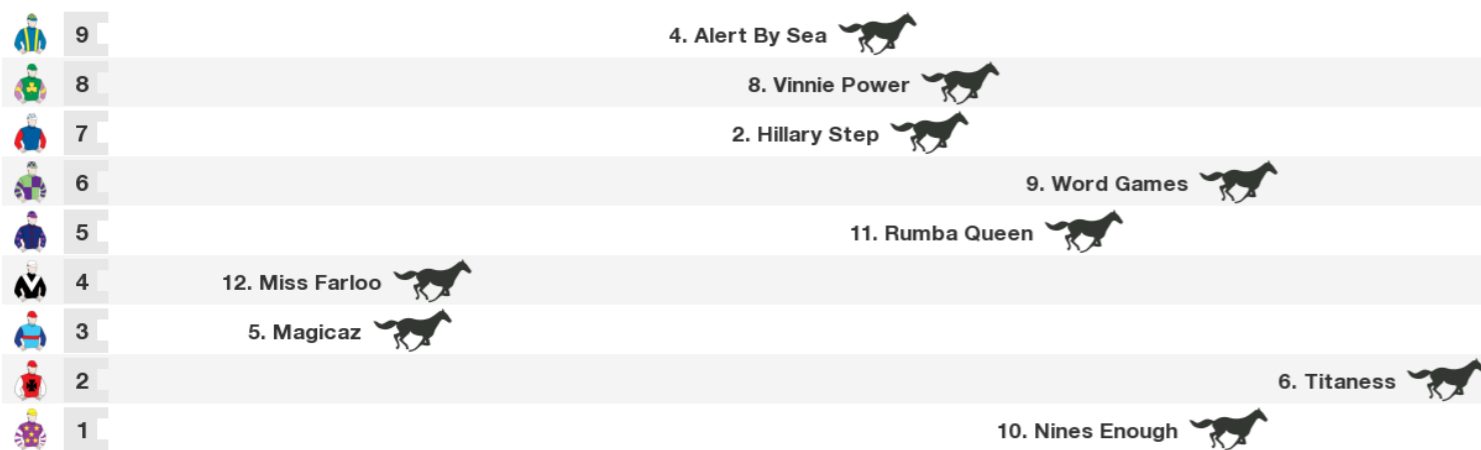 9 4. Alert By Sea
8 8. Vinnie Power
7 2. Hillary Step
6 9. Word Games
5 11. Rumba Queen
4 12. Miss Farloo
3 5. Magicaz
2 6. Titaness
1 10. Nines Enough